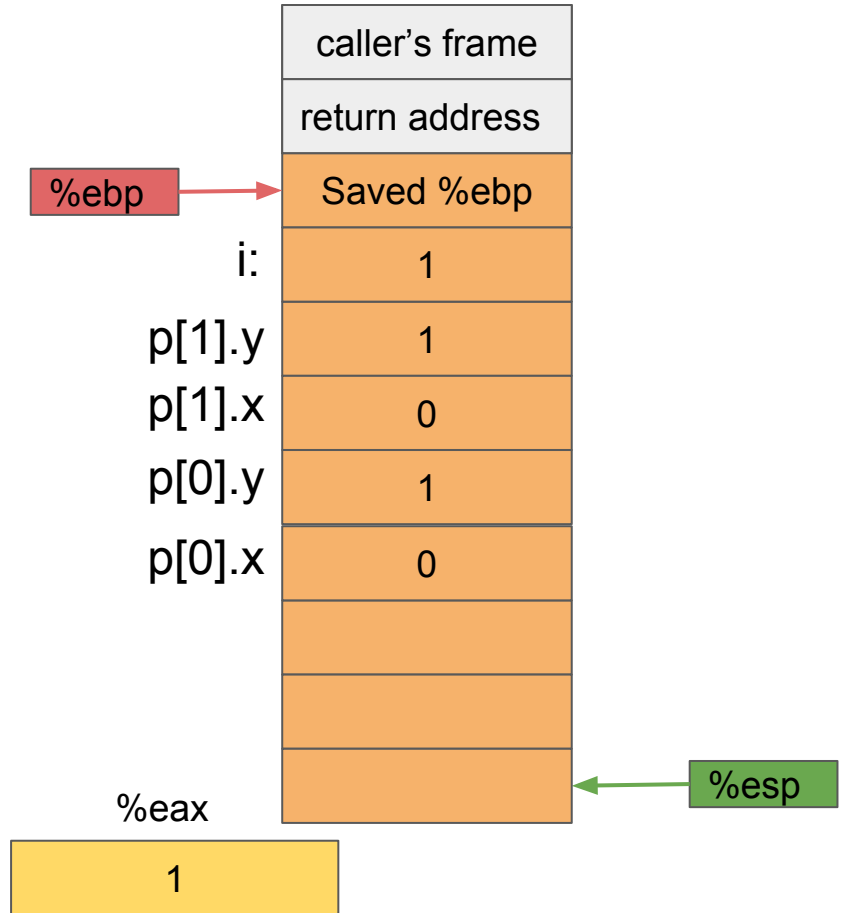 caller’s frame
return address
%ebp
Saved %ebp
i:
1
p[1].y
1
p[1].x
0
p[0].y
1
p[0].x
0
%esp
%eax
1